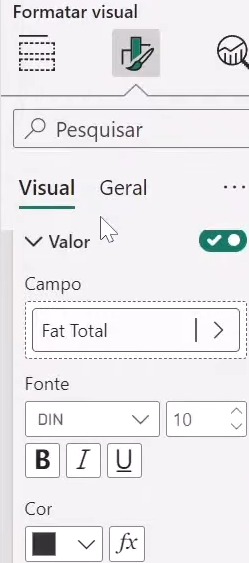 Formatar visual
Pesquisar
Visual Geral ...
Valor
Campo
Fat Total
Fonte
DIN 10
B I U
Cor
fx